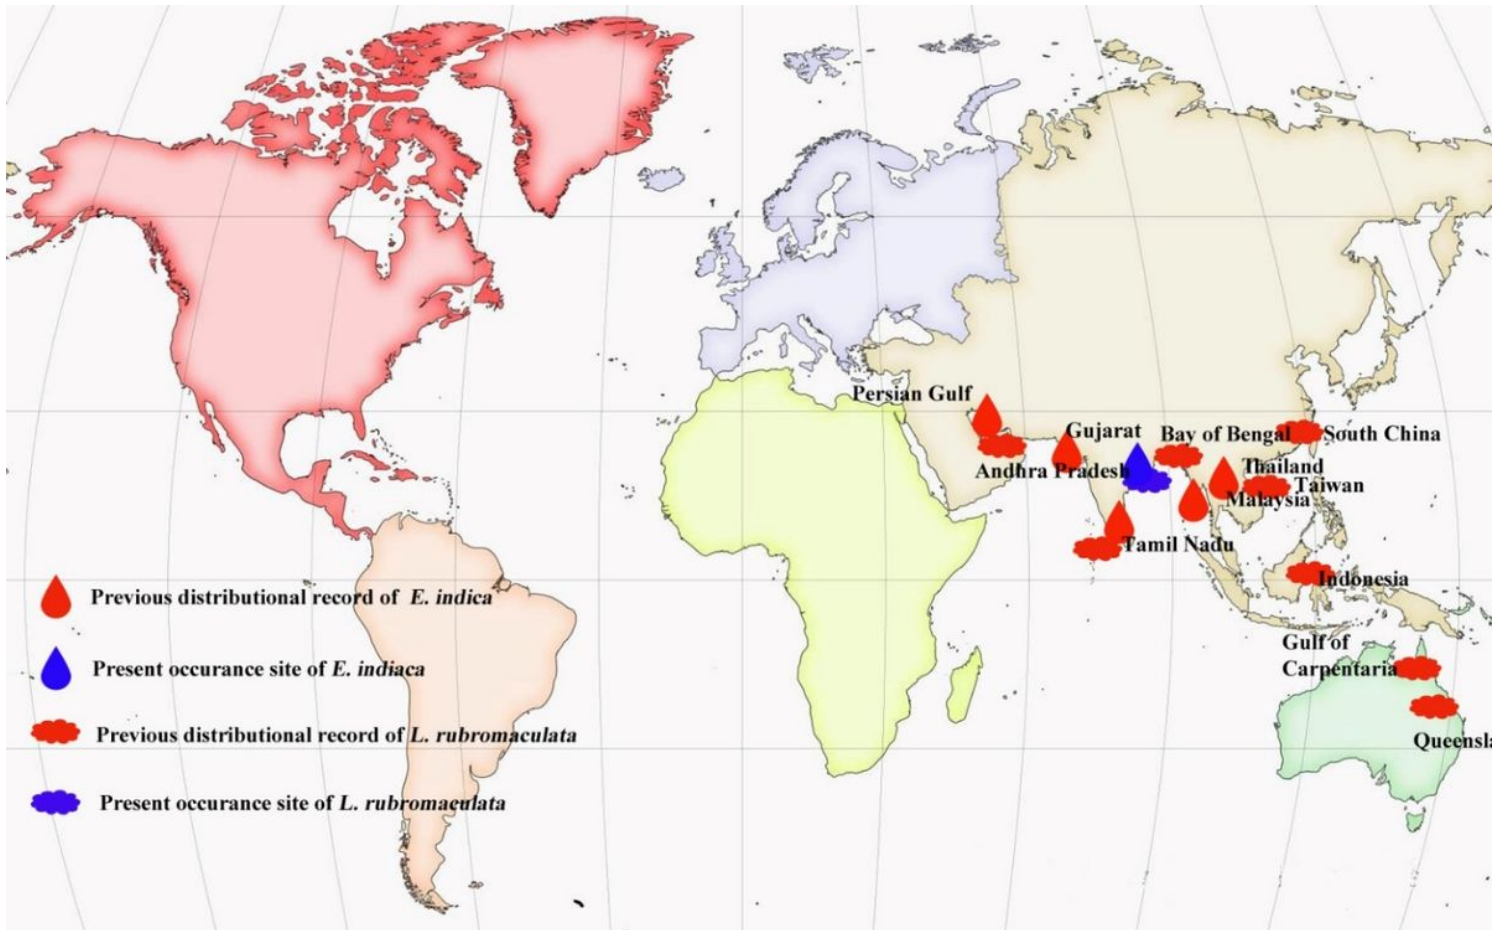 Persian Gulf
Gujarat
Bay of Bengal
South China
Andhra Pradesh
Thailand
Taiwan
Malaysia
Tamil Nadu
Indonesia
Previous distributional record of E. indica
Gulf of
Carpentaria
Present occurance site of E. indiaca
Previous distributional record of L. rubromaculata
Queensla
Present occurance site of L. rubromaculata